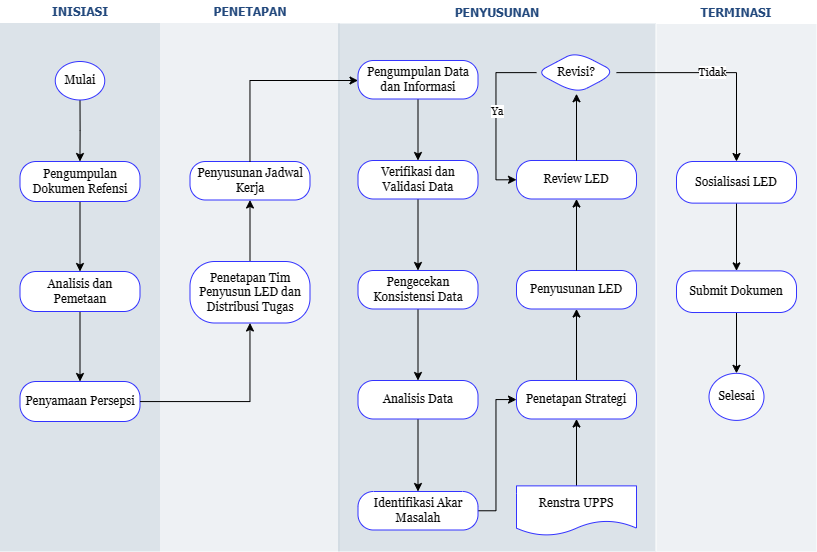 INISIASI
PENETAPAN
PENYUSUNAN
TERMINASI
Mulai
Pengumpulan
Dokumen Refensi
Analisis dan
Pemetaan
Penyamaan Persepsi
Penyusunan Jadwal
Kerja
Penetapan Tim
Penyusun LED dan
Distribusi Tugas
Pengumpulan Data
dan Informasi
Verifikasi dan
Validasi Data
Pengecekan
Konsistensi Data
Analisis Data
Identifikasi Akar
Masalah
Revisi?
Ya
Tidak
Review LED
Penyusunan LED
Penetapan Strategi
Renstra UPPS
Sosialisasi LED
Submit Dokumen
Selesai